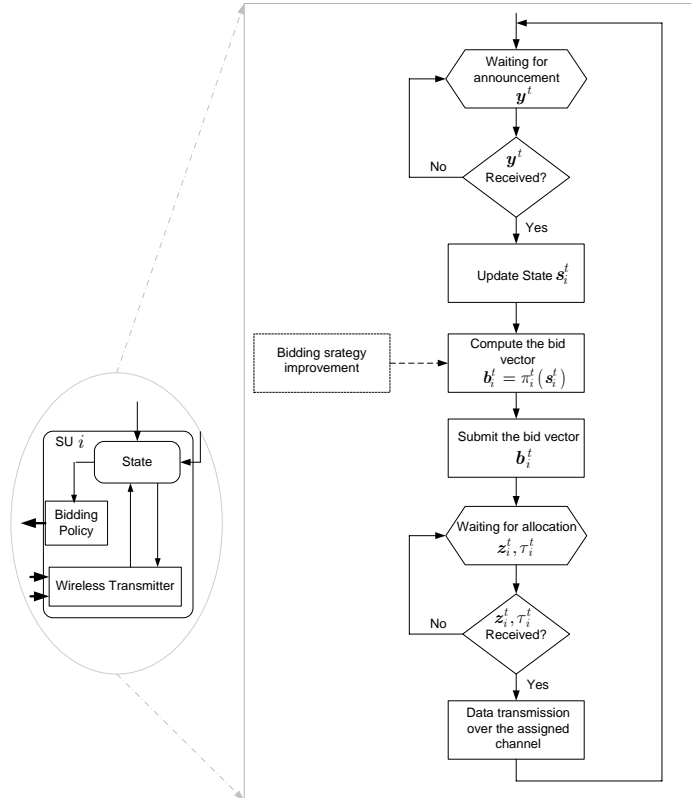 Waiting for
announcement
y^t
y^t
Received?
No
Yes
Update State s_i^t
Bidding srategy
improvement
Compute the bid
vector
b_i^t = π_i^t(s_i^t)
Submit the bid vector
b_i^t
Waiting for allocation
z_i^t, τ_i^t
z_i^t, τ_i^t
Received?
No
Yes
Data transmission
over the assigned
channel
SU i
State
Bidding
Policy
Wireless Transmitter